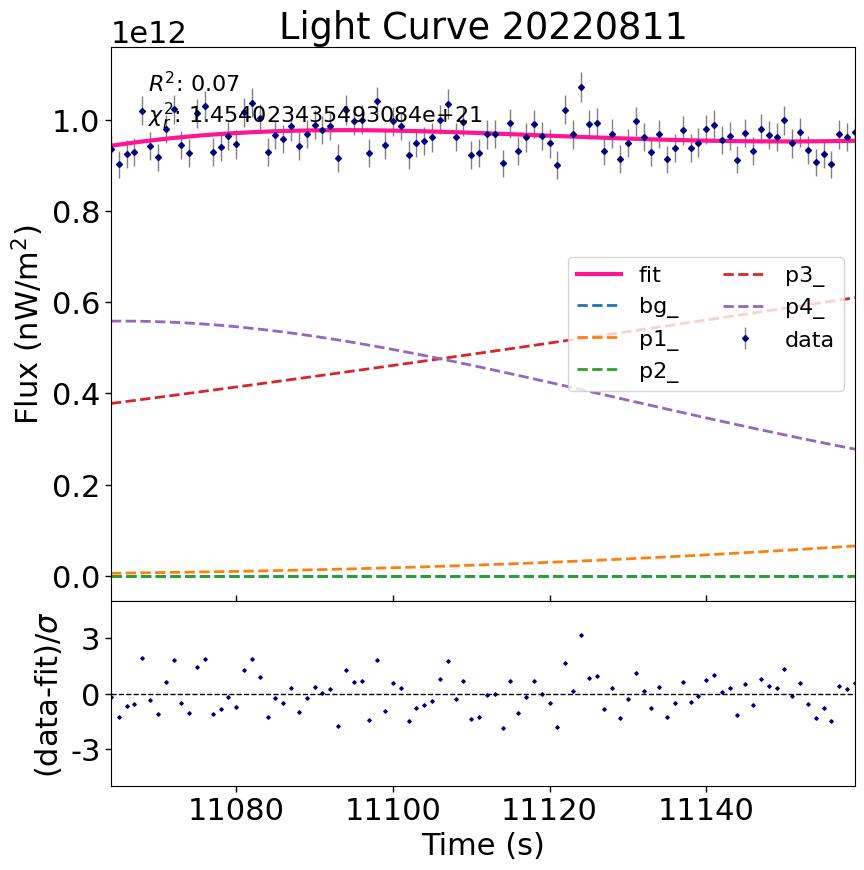 Light Curve 20220811
1e12
R²: 0.07
χ²ᵣ: 1.4540234354930​84e+21
Flux (nW/m²)
1.0
0.8
0.6
0.4
0.2
0.0
fit
bg_
p1_
p2_
p3_
p4_
data
(data-fit)/σ
3
0
-3
11080 11100 11120 11140
Time (s)